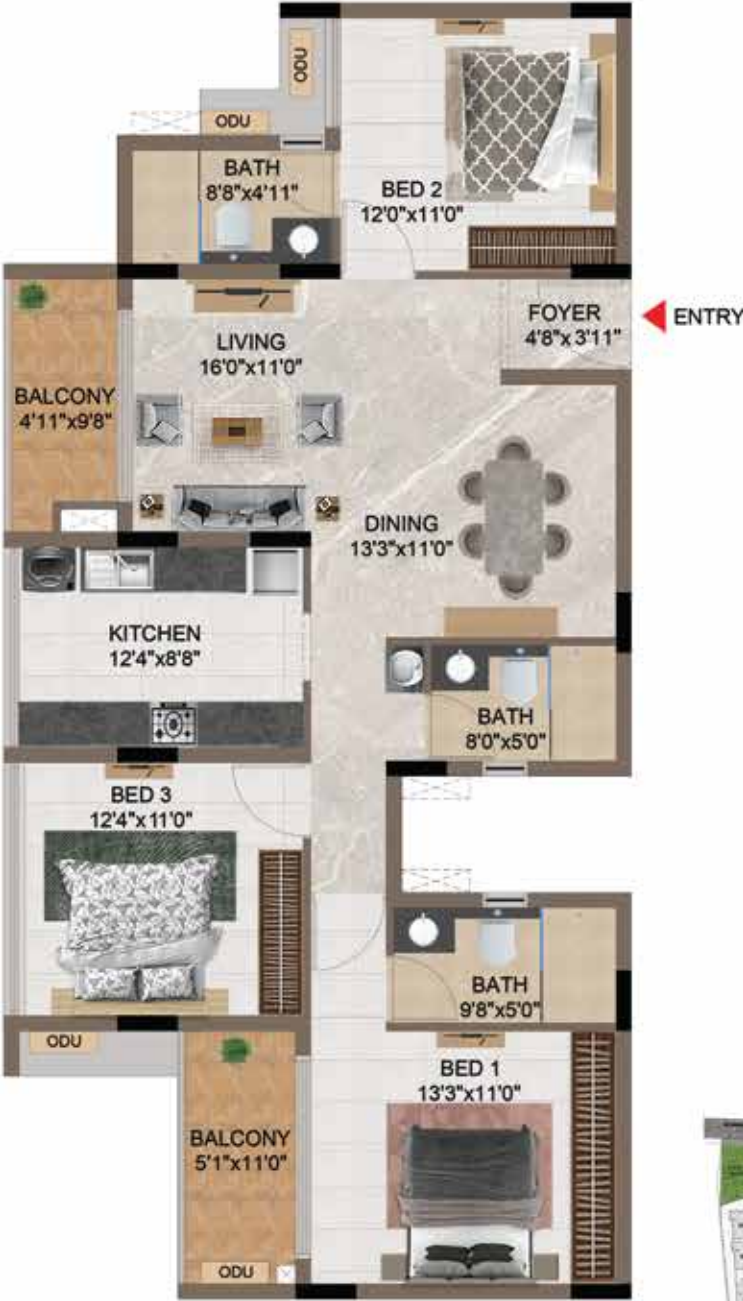 ODU
ODU
BATH
8'8"x4'11"
BED 2
12'0"x11'0"
FOYER
4'8"x 3'11"
ENTRY
LIVING
16'0"x11'0"
BALCONY
4'11"x9'8"
DINING
13'3"x11'0"
KITCHEN
12'4"x8'8"
BATH
8'0"x5'0"
BED 3
12'4"x 11'0"
BATH
9'8"x5'0"
ODU
BED 1
13'3"x11'0"
BALCONY
5'1"x11'0"
ODU